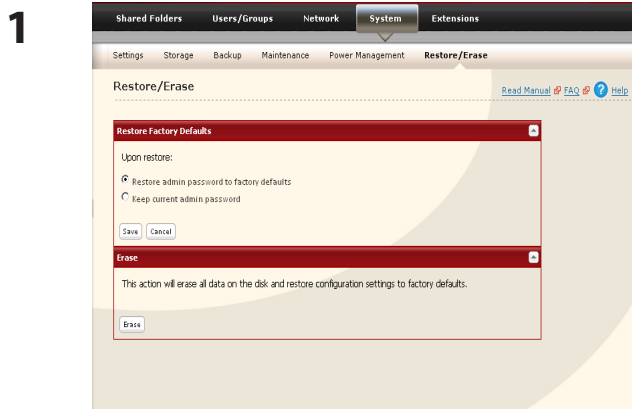 1
Shared Folders Users/Groups Network System Extensions
Settings Storage Backup Maintenance Power Management Restore/Erase
Restore/Erase
Read Manual FAQ ? Help
Restore Factory Defaults
Upon restore:
Restore admin password to factory defaults
Keep current admin password
Save Cancel
Erase
This action will erase all data on the disk and restore configuration settings to factory defaults.
Erase